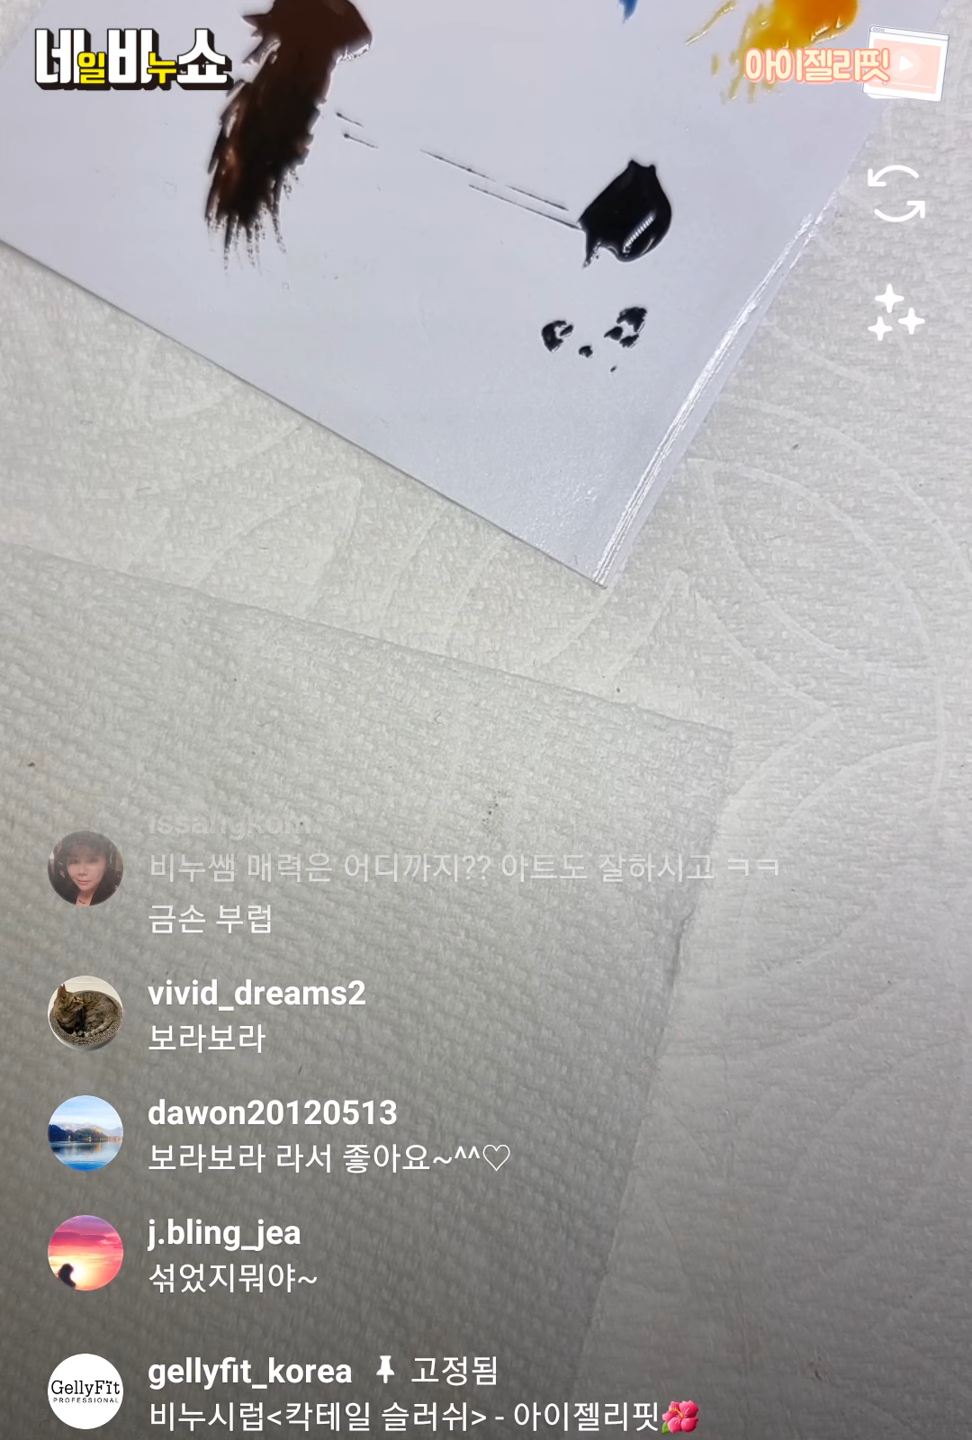 네일비누쇼
아이젤리핏
issangkom
비누쌤 매력은 어디까지?? 아트도 잘하시고 ㅋㅋ
금손 부럽
vivid_dreams2
보라보라
dawon20120513
보라보라 라서 좋아요~^^♡
j.bling_jea
섞었지뭐야~
GellyFit
PROFESSIONAL
gellyfit_korea 고정됨
비누시럽<칵테일 슬러쉬> - 아이젤리핏🌺